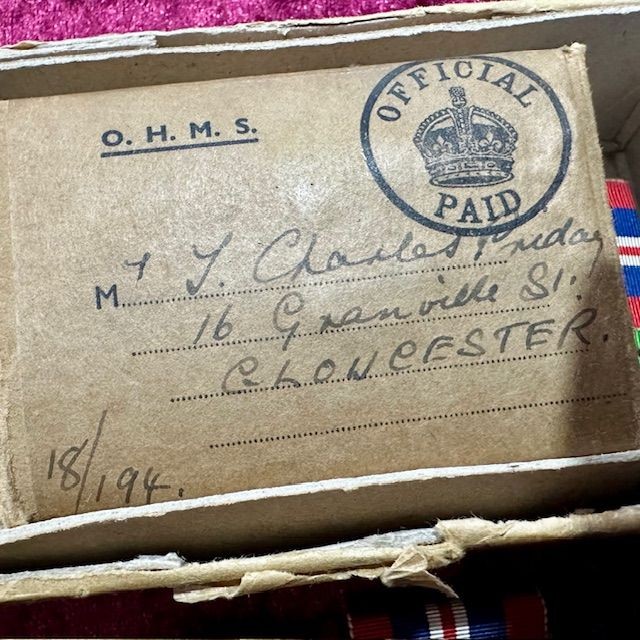 O. H. M. S.
OFFICIAL
PAID
Mr T. Charles Priday
16 Granville St:
GLOUCESTER.
18/194.